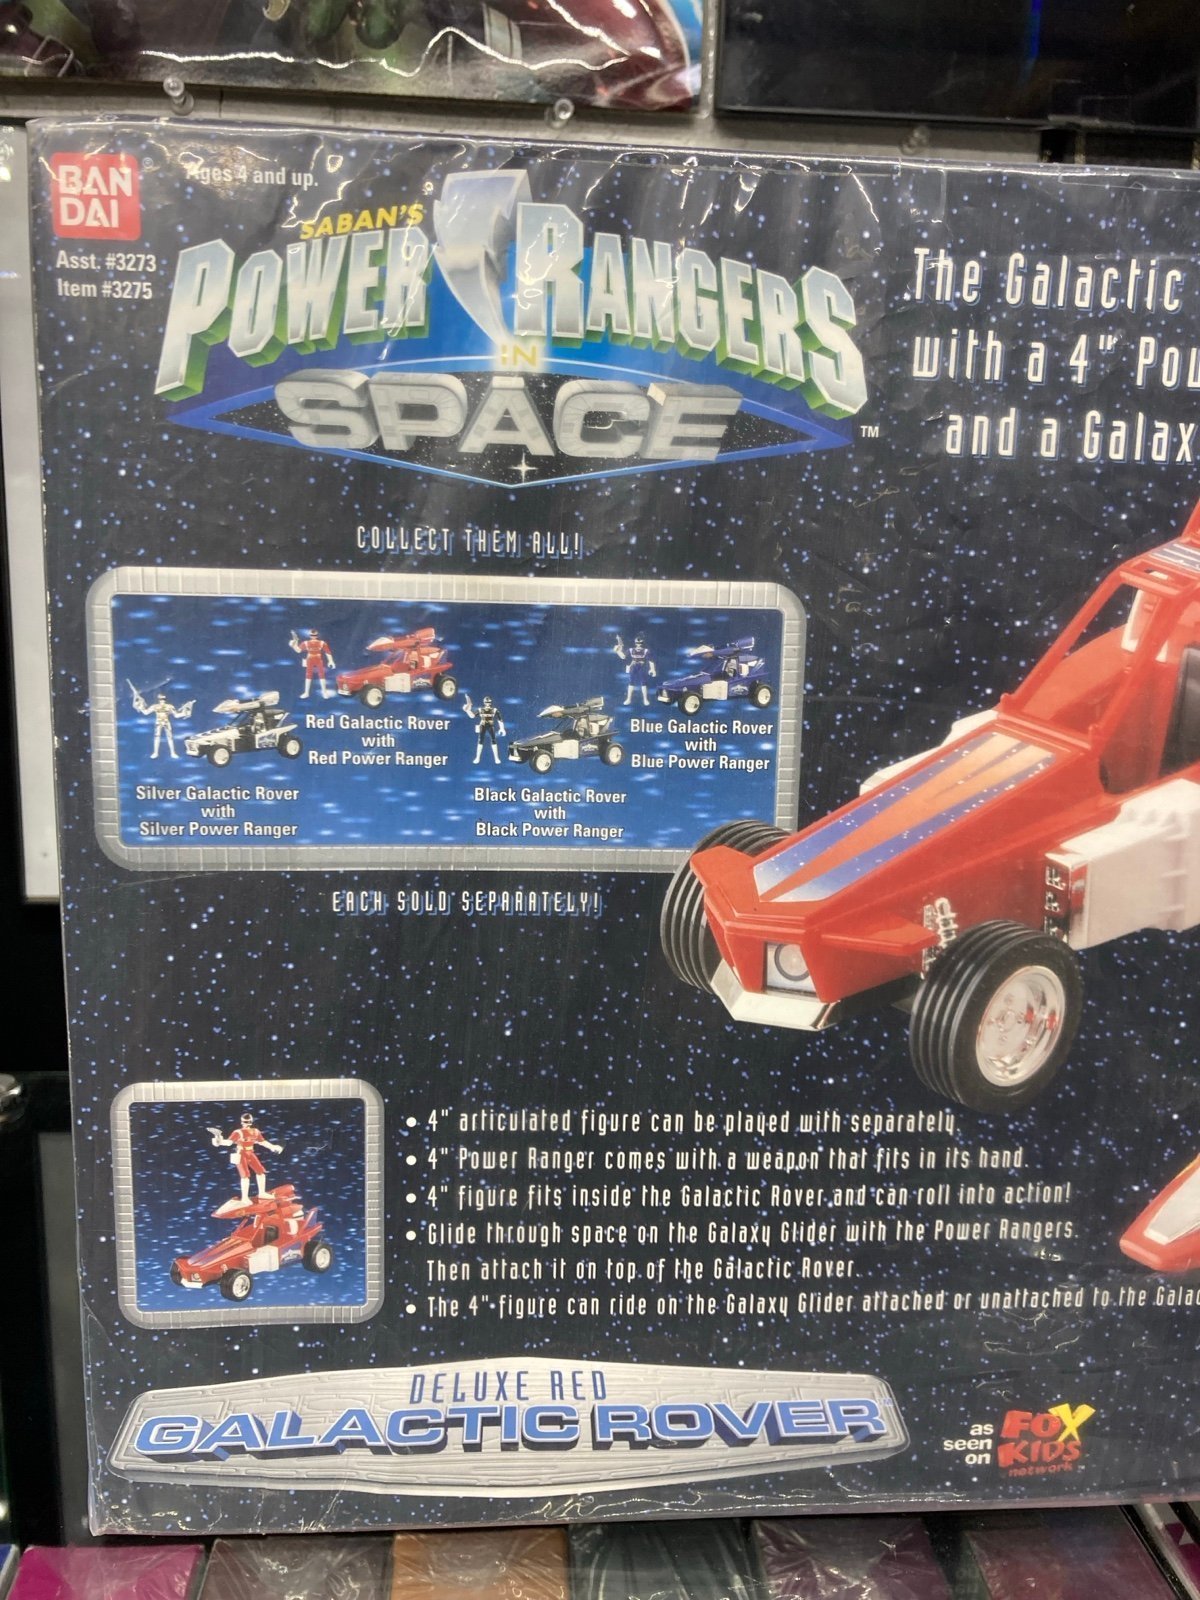 BAN
DAI
®
Ages 4 and up.
Asst. #3273
Item #3275
SABAN'S
POWER RANGERS
IN
SPACE
™
The Galactic
with a 4" Pow
and a Galax
COLLECT THEM ALL!
Silver Galactic Rover
with
Silver Power Ranger
Red Galactic Rover
with
Red Power Ranger
Black Galactic Rover
with
Black Power Ranger
Blue Galactic Rover
with
Blue Power Ranger
EACH SOLD SEPARATELY!
• 4" articulated figure can be played with separately.
• 4" Power Ranger comes with a weapon that fits in its hand.
• 4" figure fits inside the Galactic Rover and can roll into action!
• Glide through space on the Galaxy Glider with the Power Rangers.
Then attach it on top of the Galactic Rover.
• The 4" figure can ride on the Galaxy Glider attached or unattached to the Galac
DELUXE RED
GALACTIC ROVER™
as
seen
on
FOX
KIDS
network